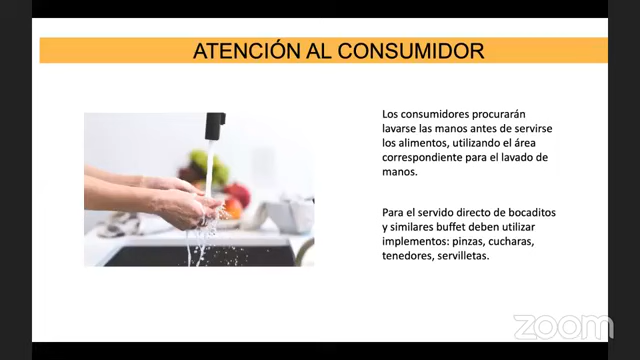 ATENCIÓN AL CONSUMIDOR
Los consumidores procurarán
lavarse las manos antes de servirse
los alimentos, utilizando el área
correspondiente para el lavado de
manos.
Para el servido directo de bocaditos
y similares buffet deben utilizar
implementos: pinzas, cucharas,
tenedores, servilletas.
zoom